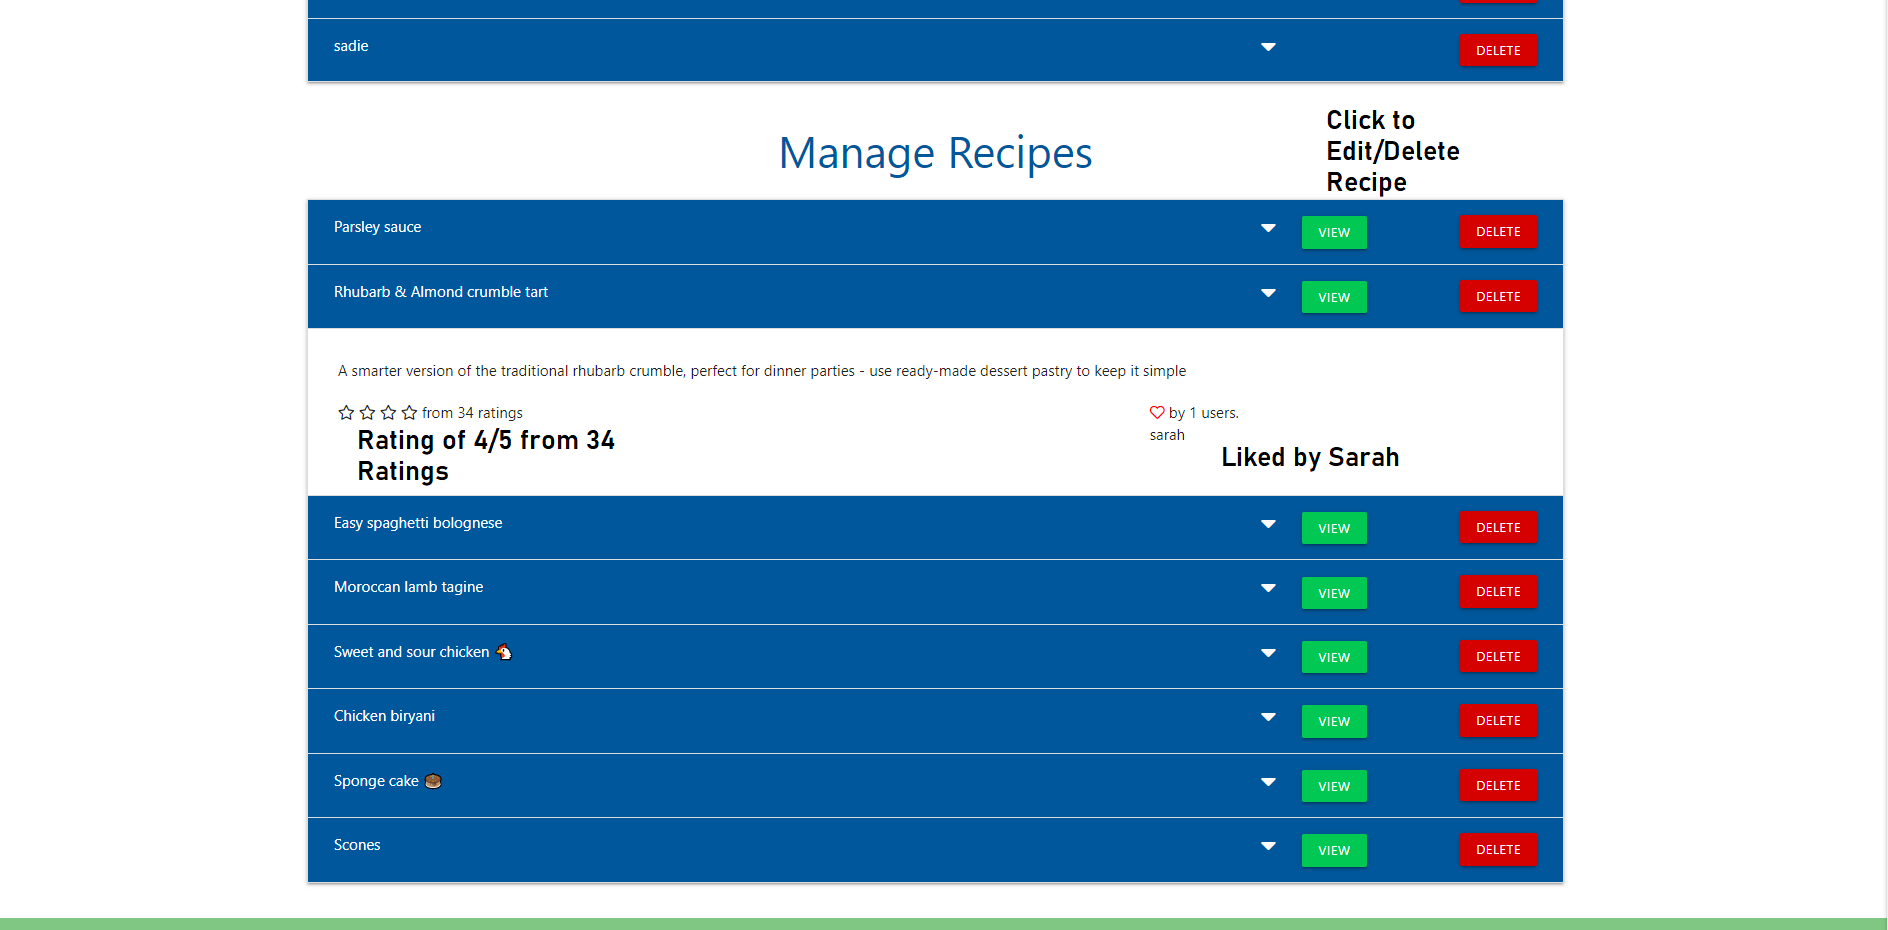 sadie
DELETE
Manage Recipes
Click to
Edit/Delete
Recipe
Parsley sauce
VIEW
DELETE
Rhubarb & Almond crumble tart
VIEW
DELETE
A smarter version of the traditional rhubarb crumble, perfect for dinner parties - use ready-made dessert pastry to keep it simple
from 34 ratings
by 1 users.
sarah
Rating of 4/5 from 34
Ratings
Liked by Sarah
Easy spaghetti bolognese
VIEW
DELETE
Moroccan lamb tagine
VIEW
DELETE
Sweet and sour chicken
VIEW
DELETE
Chicken biryani
VIEW
DELETE
Sponge cake
VIEW
DELETE
Scones
VIEW
DELETE